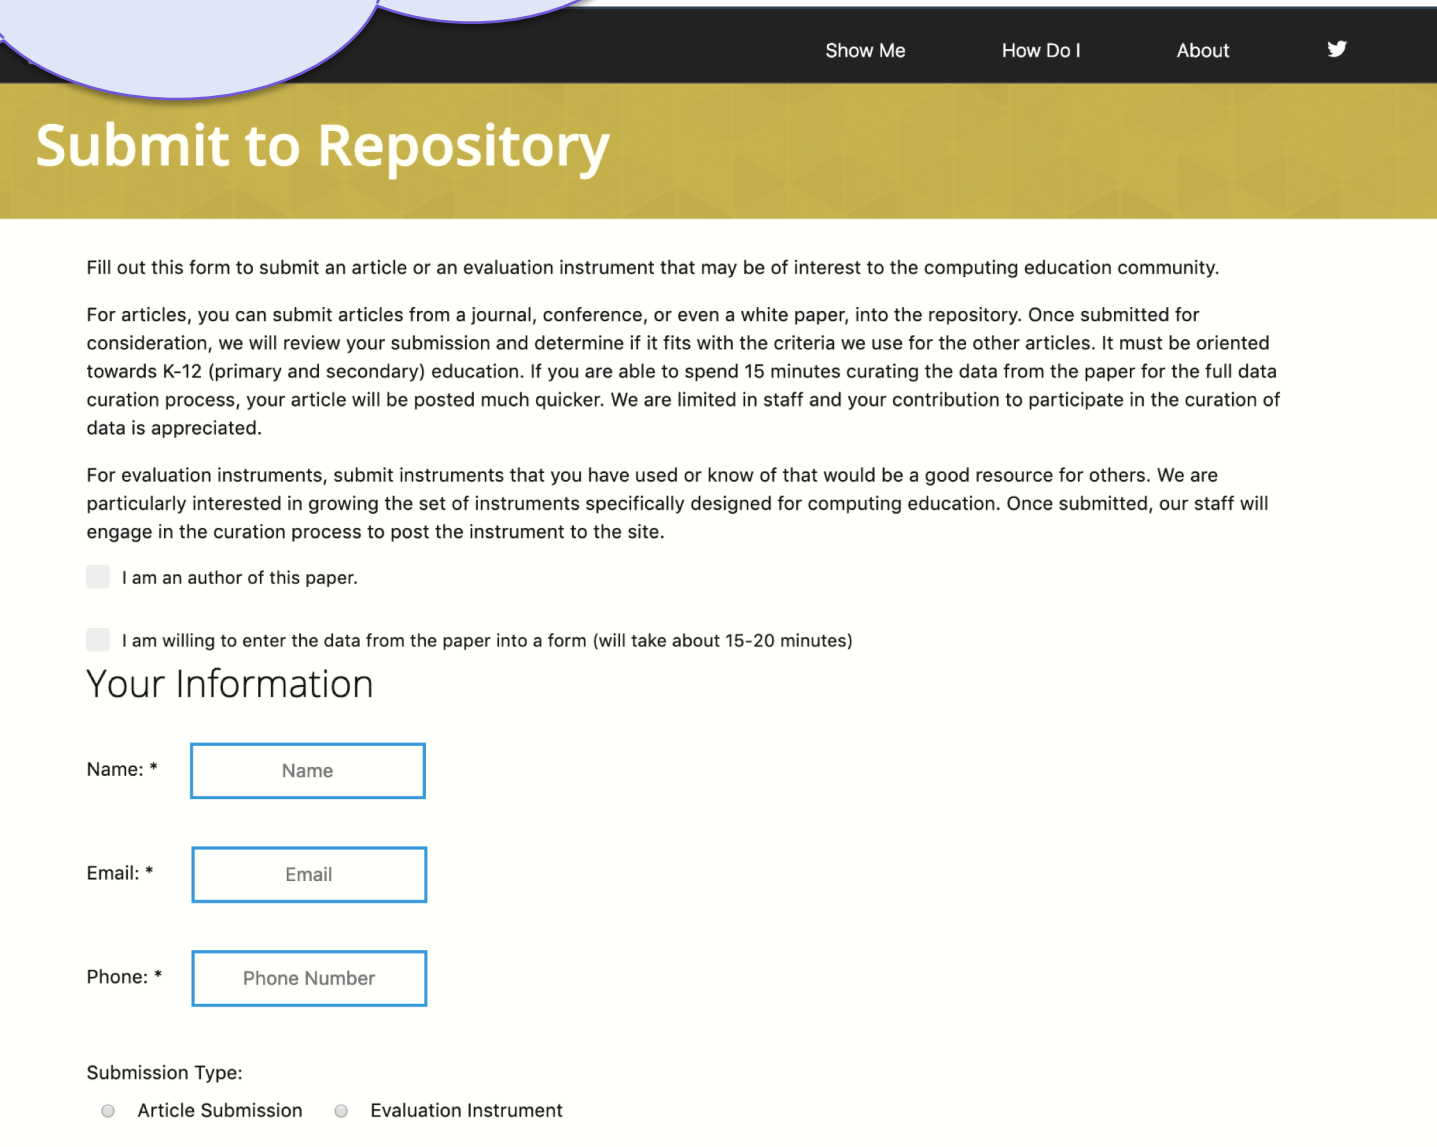 Show Me How Do I About
Submit to Repository
Fill out this form to submit an article or an evaluation instrument that may be of interest to the computing education community.
For articles, you can submit articles from a journal, conference, or even a white paper, into the repository. Once submitted for
consideration, we will review your submission and determine if it fits with the criteria we use for the other articles. It must be oriented
towards K-12 (primary and secondary) education. If you are able to spend 15 minutes curating the data from the paper for the full data
curation process, your article will be posted much quicker. We are limited in staff and your contribution to participate in the curation of
data is appreciated.
For evaluation instruments, submit instruments that you have used or know of that would be a good resource for others. We are
particularly interested in growing the set of instruments specifically designed for computing education. Once submitted, our staff will
engage in the curation process to post the instrument to the site.
I am an author of this paper.
I am willing to enter the data from the paper into a form (will take about 15-20 minutes)
Your Information
Name: * Name
Email: * Email
Phone: * Phone Number
Submission Type:
Article Submission Evaluation Instrument